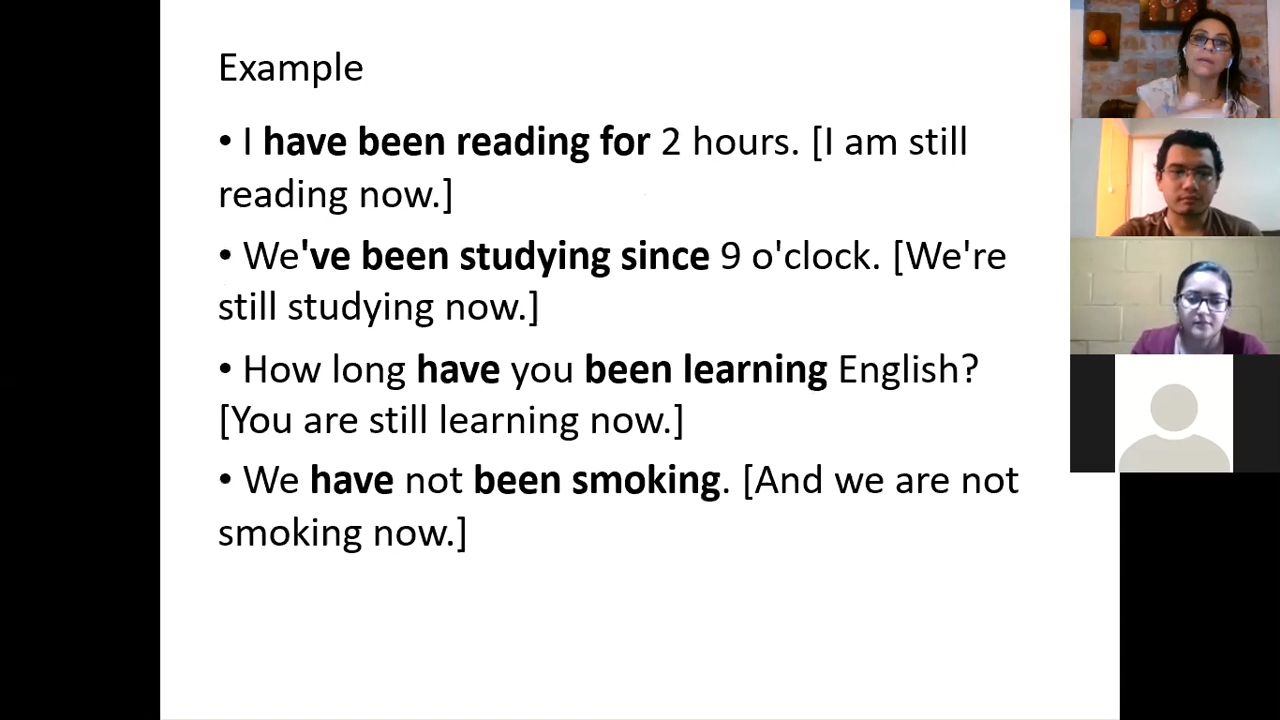 Example
• I have been reading for 2 hours. [I am still
reading now.]
• We've been studying since 9 o'clock. [We're
still studying now.]
• How long have you been learning English?
[You are still learning now.]
• We have not been smoking. [And we are not
smoking now.]